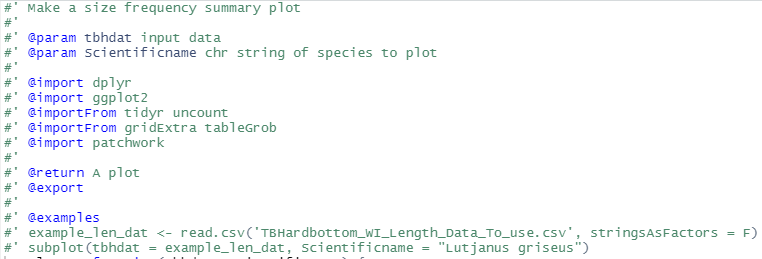 #' Make a size frequency summary plot
#'
#' @param tbhdat input data
#' @param Scientificname chr string of species to plot
#'
#' @import dplyr
#' @import ggplot2
#' @importFrom tidyr uncount
#' @importFrom gridExtra tableGrob
#' @import patchwork
#'
#' @return A plot
#' @export
#'
#' @examples
#' example_len_dat <- read.csv('TBHardbottom_WI_Length_Data_To_use.csv', stringsAsFactors = F)
#' subplot(tbhdat = example_len_dat, Scientificname = "Lutjanus griseus")